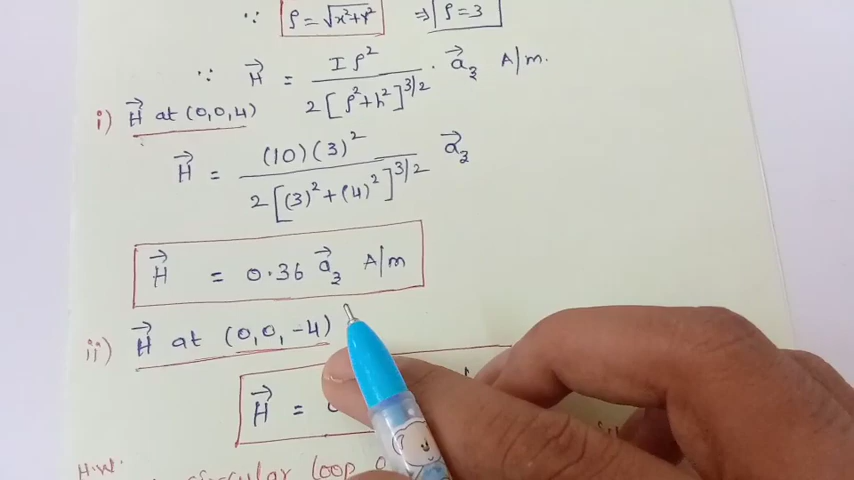 ∵ ρ = √x²+y² ⇒ ρ = 3
∵ H⃗ = Iρ² / 2[ρ²+h²]^3/2 · a⃗_z A/m.
i) H⃗ at (0,0,4)
H⃗ = (10)(3)² / 2[(3)²+(4)²]^3/2 a⃗_z
H⃗ = 0.36 a⃗_z A/m
ii) H⃗ at (0,0,-4)
H⃗ =
H.W.
circular loop